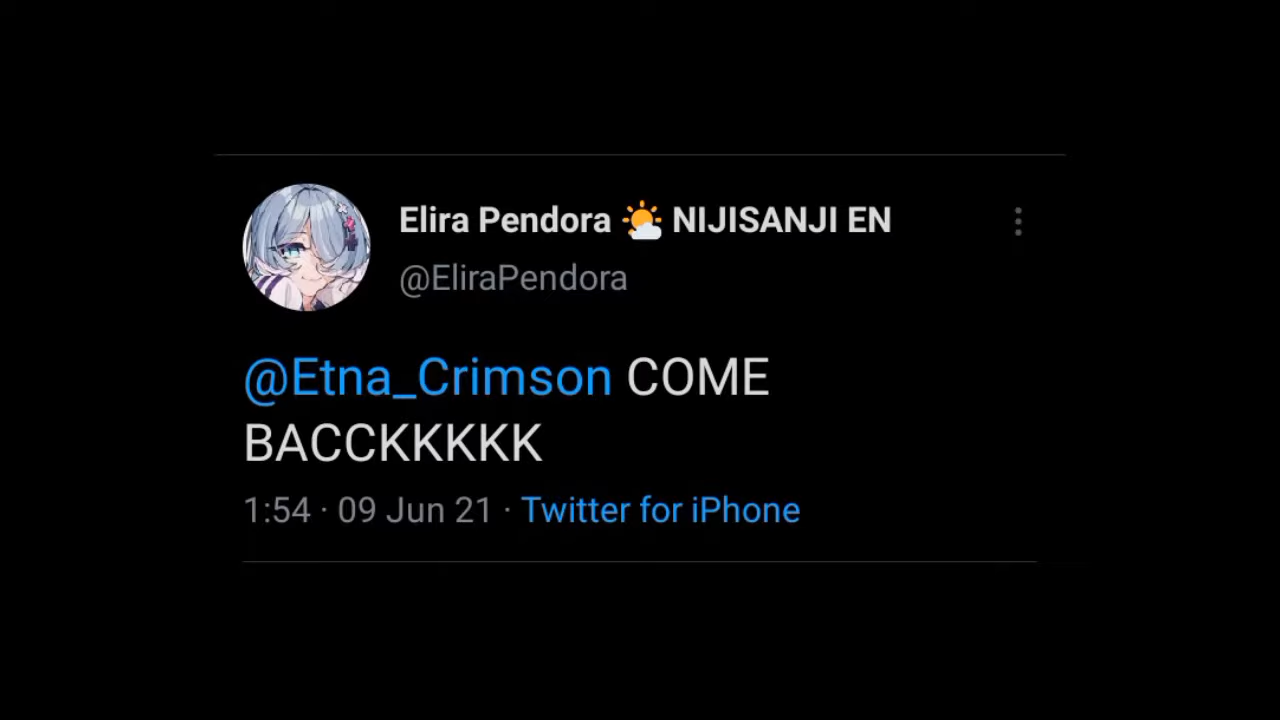 Elira Pendora 🌤 NIJISANJI EN
@EliraPendora
@Etna_Crimson COME
BACCKKKKK
1:54 · 09 Jun 21 · Twitter for iPhone